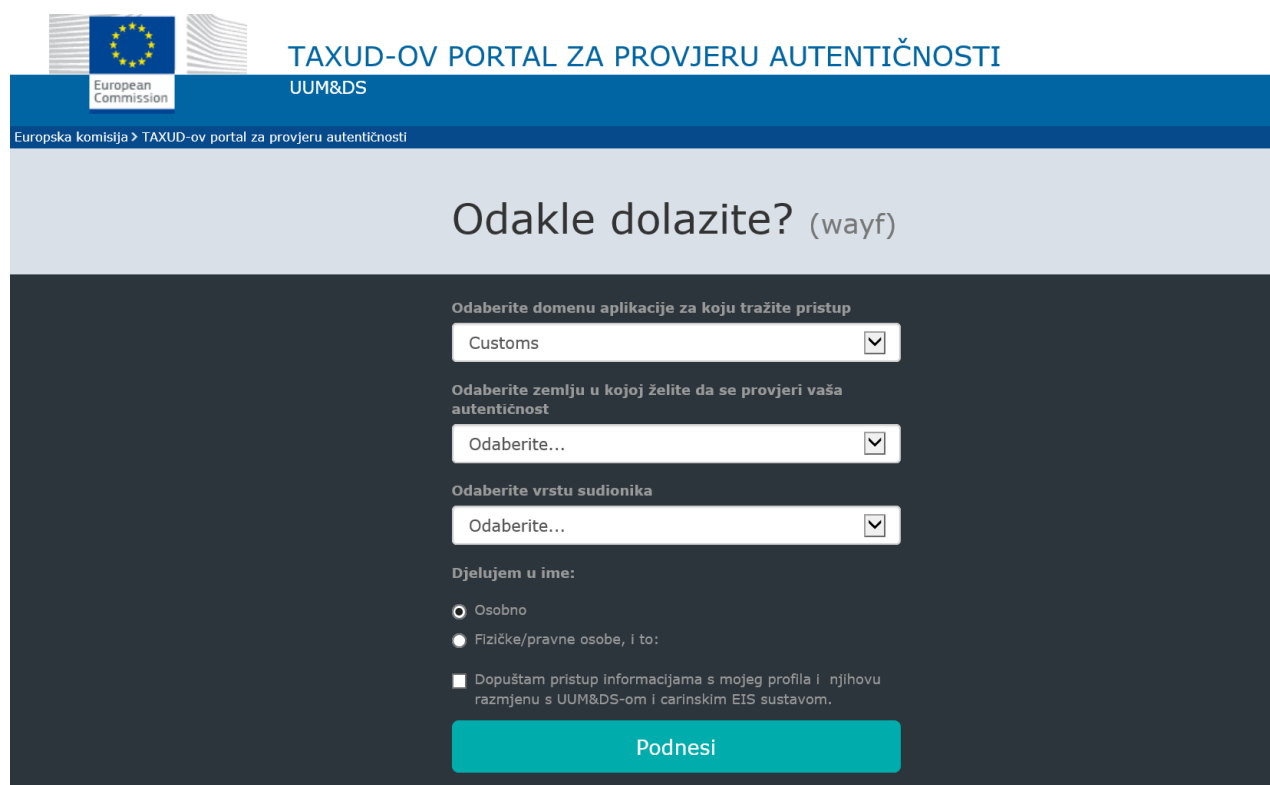 TAXUD-OV PORTAL ZA PROVJERU AUTENTIČNOSTI
European
Commission
UUM&DS
Europska komisija > TAXUD-ov portal za provjeru autentičnosti
Odakle dolazite? (wayf)
Odaberite domenu aplikacije za koju tražite pristup
Customs
Odaberite zemlju u kojoj želite da se provjeri vaša
autentičnost
Odaberite...
Odaberite vrstu sudionika
Odaberite...
Djelujem u ime:
Osobno
Fizičke/pravne osobe, i to:
Dopuštam pristup informacijama s mojeg profila i njihovu
razmjenu s UUM&DS-om i carinskim EIS sustavom.
Podnesi